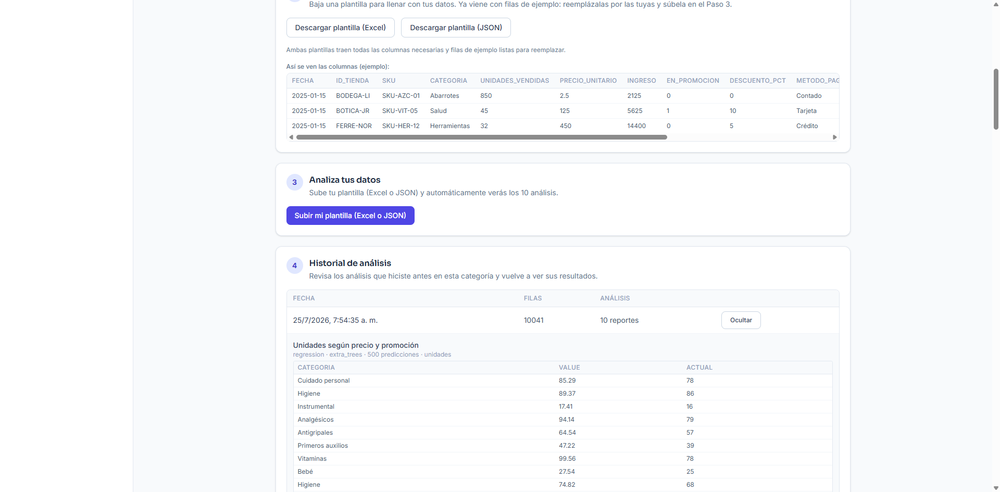 Baja una plantilla para llenar con tus datos. Ya viene con filas de ejemplo: reemplázalas por las tuyas y súbela en el Paso 3.
Descargar plantilla (Excel) Descargar plantilla (JSON)
Ambas plantillas traen todas las columnas necesarias y filas de ejemplo listas para reemplazar.
Así se ven las columnas (ejemplo):
FECHA ID_TIENDA SKU CATEGORIA UNIDADES_VENDIDAS PRECIO_UNITARIO INGRESO EN_PROMOCION DESCUENTO_PCT METODO_PAG
2025-01-15 BODEGA-LI SKU-AZC-01 Abarrotes 850 2.5 2125 0 0 Contado
2025-01-15 BOTICA-JR SKU-VIT-05 Salud 45 125 5625 1 10 Tarjeta
2025-01-15 FERRE-NOR SKU-HER-12 Herramientas 32 450 14400 0 5 Crédito
3 Analiza tus datos
Sube tu plantilla (Excel o JSON) y automáticamente verás los 10 análisis.
Subir mi plantilla (Excel o JSON)
4 Historial de análisis
Revisa los análisis que hiciste antes en esta categoría y vuelve a ver sus resultados.
FECHA FILAS ANÁLISIS
25/7/2026, 7:54:35 a. m. 10041 10 reportes Ocultar
Unidades según precio y promoción
regression · extra_trees · 500 predicciones · unidades
CATEGORIA VALUE ACTUAL
Cuidado personal 85.29 78
Higiene 89.37 86
Instrumental 17.41 16
Analgésicos 94.14 79
Antigripales 64.54 57
Primeros auxilios 47.22 39
Vitaminas 99.56 78
Bebé 27.54 25
Higiene 74.82 68